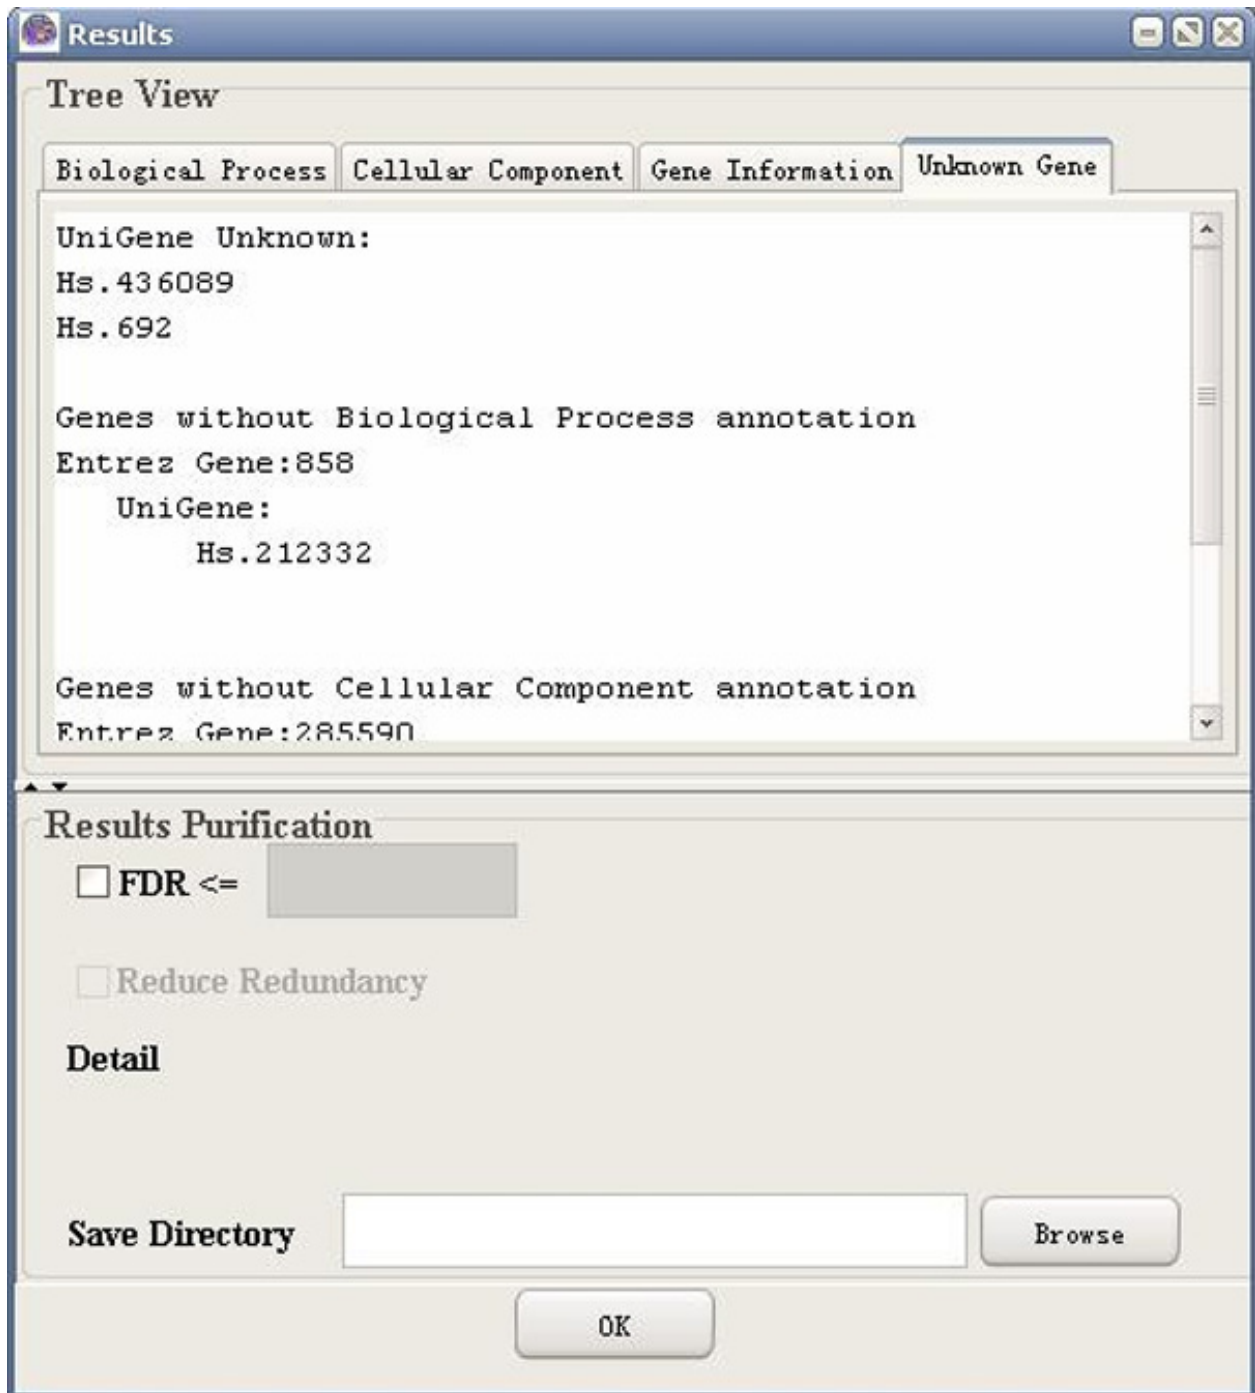 Results
Tree View
Biological Process Cellular Component Gene Information Unknown Gene
UniGene Unknown:
Hs.436089
Hs.692
Genes without Biological Process annotation
Entrez Gene:858
UniGene:
Hs.212332
Genes without Cellular Component annotation
Entrez Gene:285590
Results Purification
FDR <=
Reduce Redundancy
Detail
Save Directory
Browse
OK